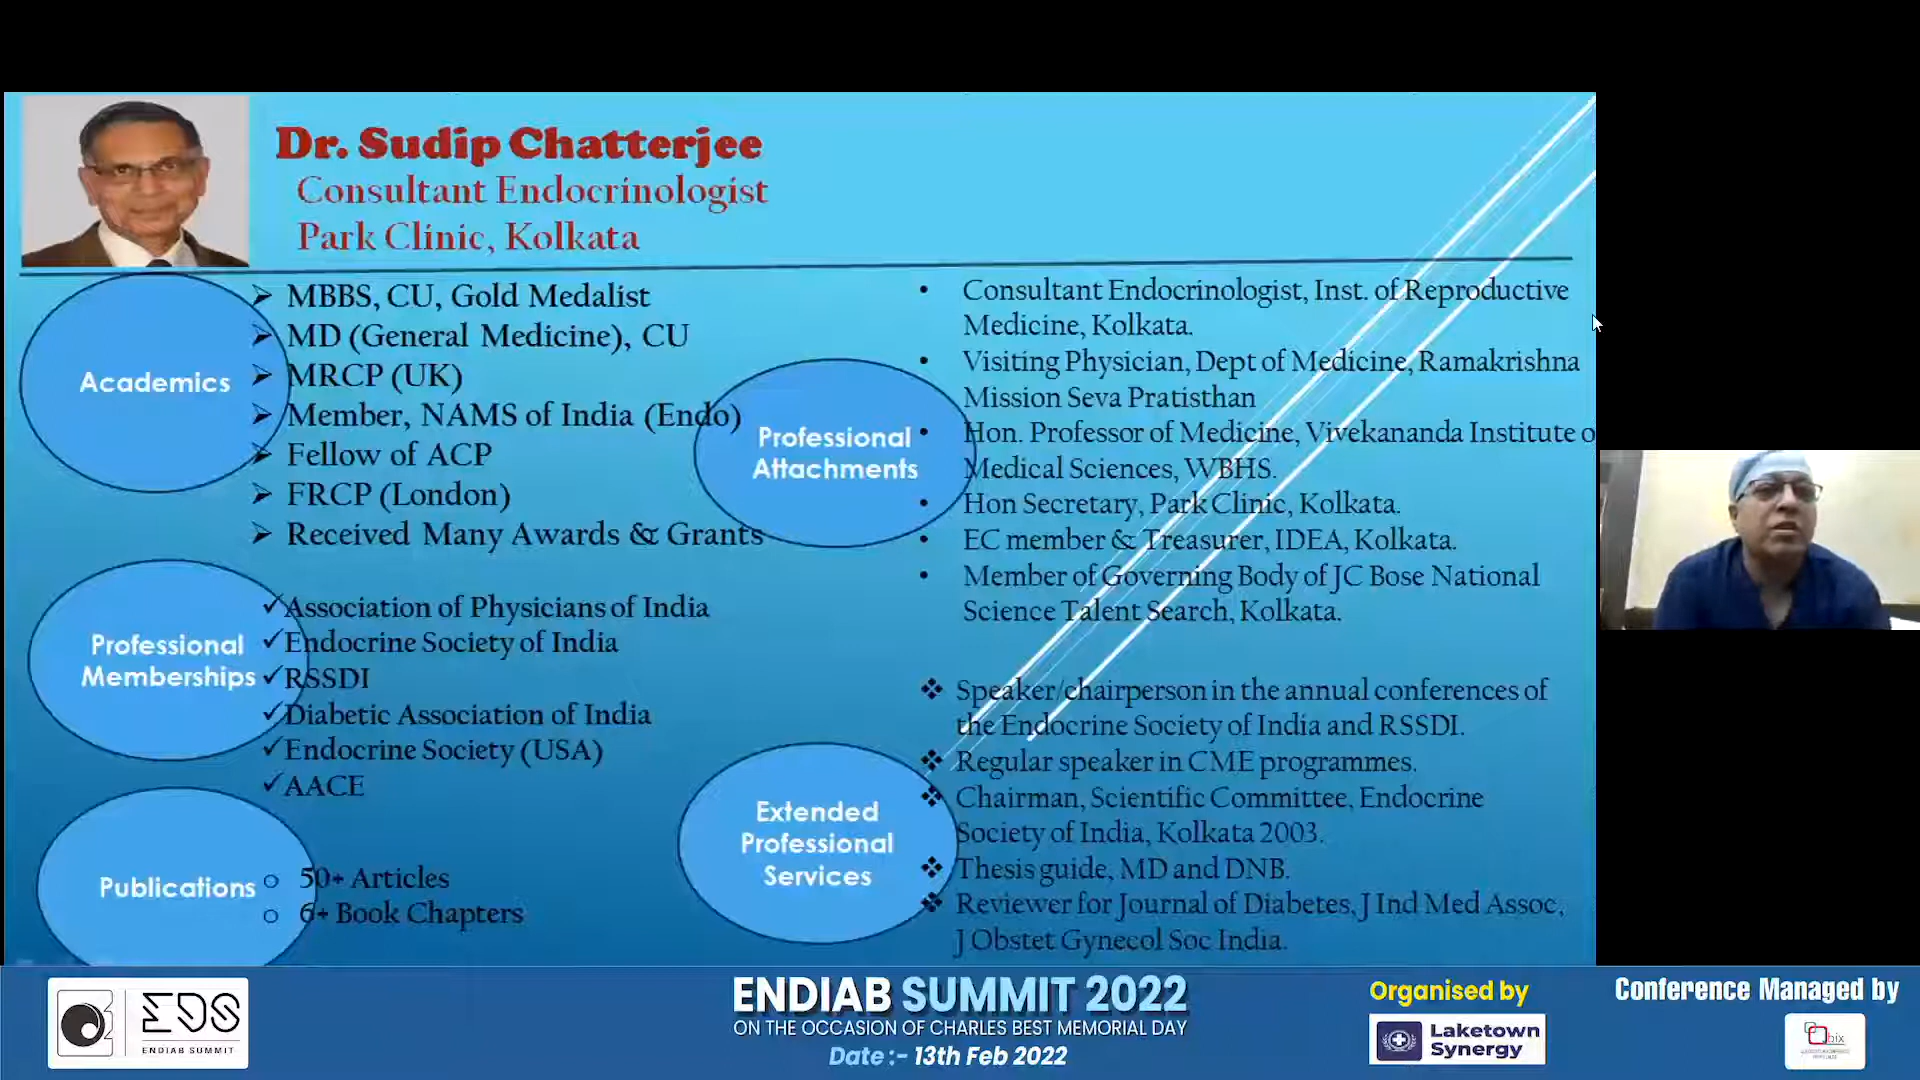 Dr. Sudip Chatterjee
Consultant Endocrinologist
Park Clinic, Kolkata
Academics
MBBS, CU, Gold Medalist
MD (General Medicine), CU
MRCP (UK)
Member, NAMS of India (Endo)
Fellow of ACP
FRCP (London)
Received Many Awards & Grants
Professional
Memberships
Association of Physicians of India
Endocrine Society of India
RSSDI
Diabetic Association of India
Endocrine Society (USA)
AACE
Publications
50+ Articles
6+ Book Chapters
Professional
Attachments
Consultant Endocrinologist, Inst. of Reproductive
Medicine, Kolkata.
Visiting Physician, Dept of Medicine, Ramakrishna
Mission Seva Pratisthan
Hon. Professor of Medicine, Vivekananda Institute o
Medical Sciences, WBHS.
Hon Secretary, Park Clinic, Kolkata.
EC member & Treasurer, IDEA, Kolkata.
Member of Governing Body of JC Bose National
Science Talent Search, Kolkata.
Extended
Professional
Services
Speaker/chairperson in the annual conferences of
the Endocrine Society of India and RSSDI.
Regular speaker in CME programmes.
Chairman, Scientific Committee, Endocrine
Society of India, Kolkata 2003.
Thesis guide, MD and DNB.
Reviewer for Journal of Diabetes, J Ind Med Assoc,
J Obstet Gynecol Soc India.
EDS
ENDIAB SUMMIT
ENDIAB SUMMIT 2022
ON THE OCCASION OF CHARLES BEST MEMORIAL DAY
Date :- 13th Feb 2022
Organised by
Laketown
Synergy
Conference Managed by
bix